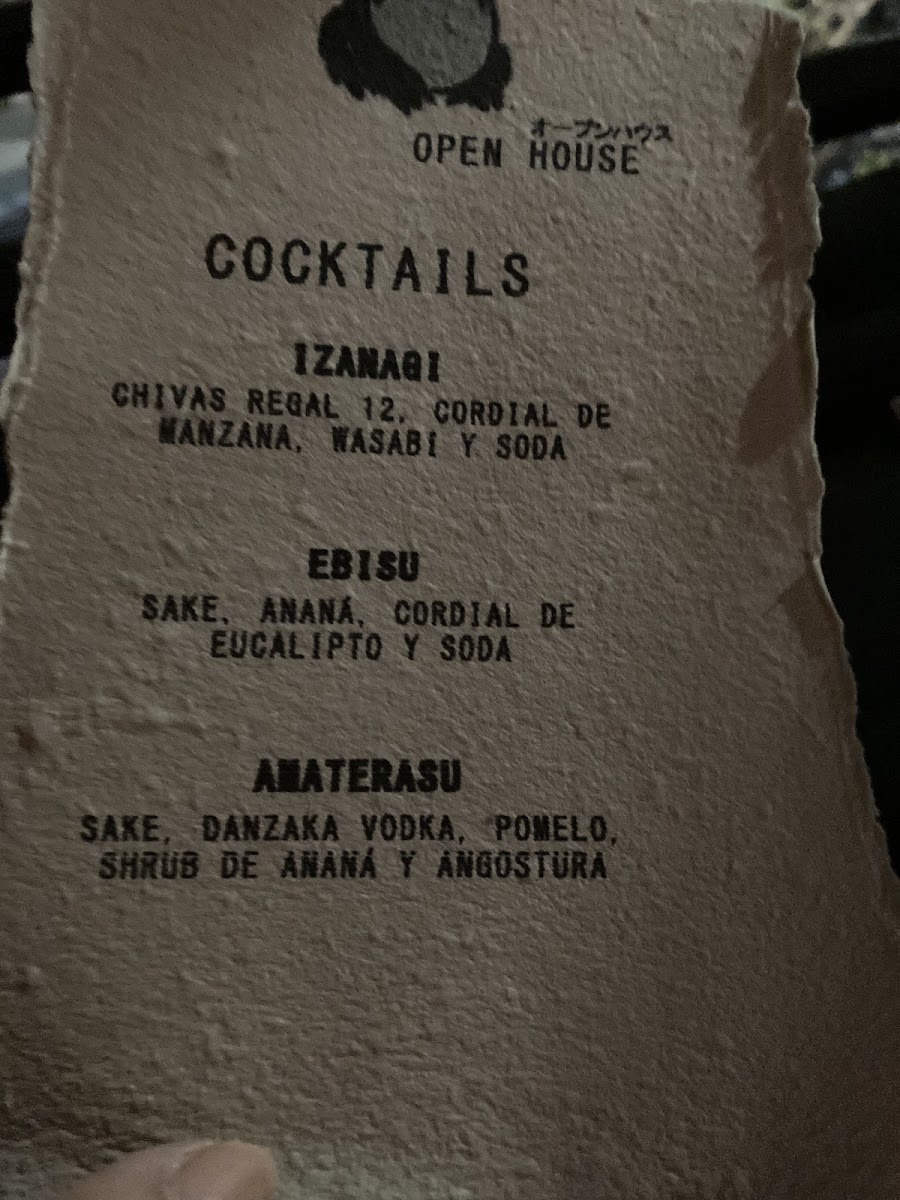 オープンハウス
OPEN HOUSE
COCKTAILS
IZANAGI
CHIVAS REGAL 12, CORDIAL DE
MANZANA, WASABI Y SODA
EBISU
SAKE, ANANÁ, CORDIAL DE
EUCALIPTO Y SODA
AMATERASU
SAKE, DANZAKA VODKA, POMELO,
SHRUB DE ANANÁ Y ANGOSTURA